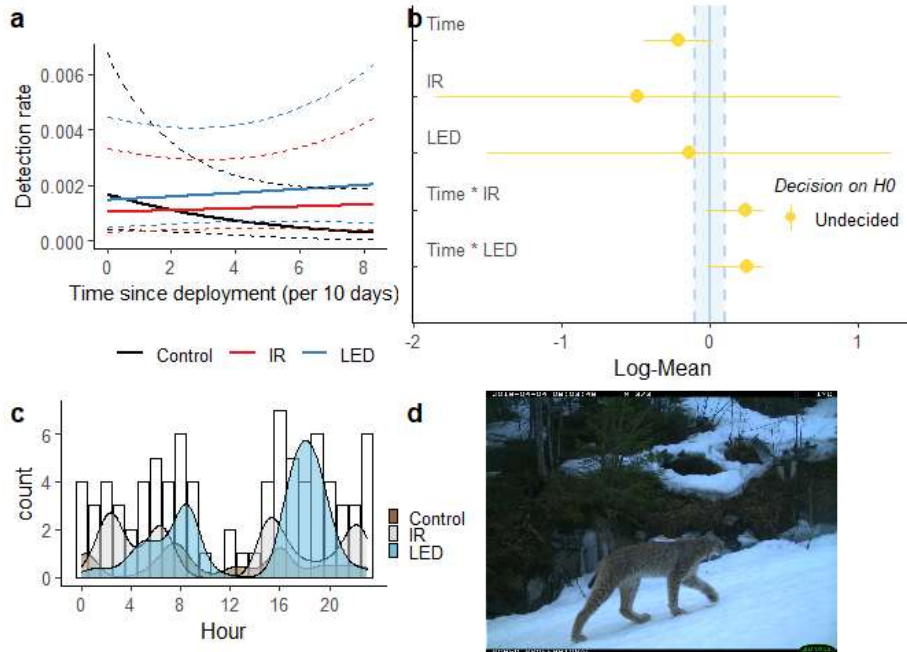 a
Detection rate
0.006
0.004
0.002
0.000
0 2 4 6 8
Time since deployment (per 10 days)
Control IR LED
b
Time
IR
LED
Time * IR
Time * LED
Decision on H0
Undecided
-2 -1 0 1
Log-Mean
c
count
6
4
2
0
0 4 8 12 16 20
Hour
Control
IR
LED
d